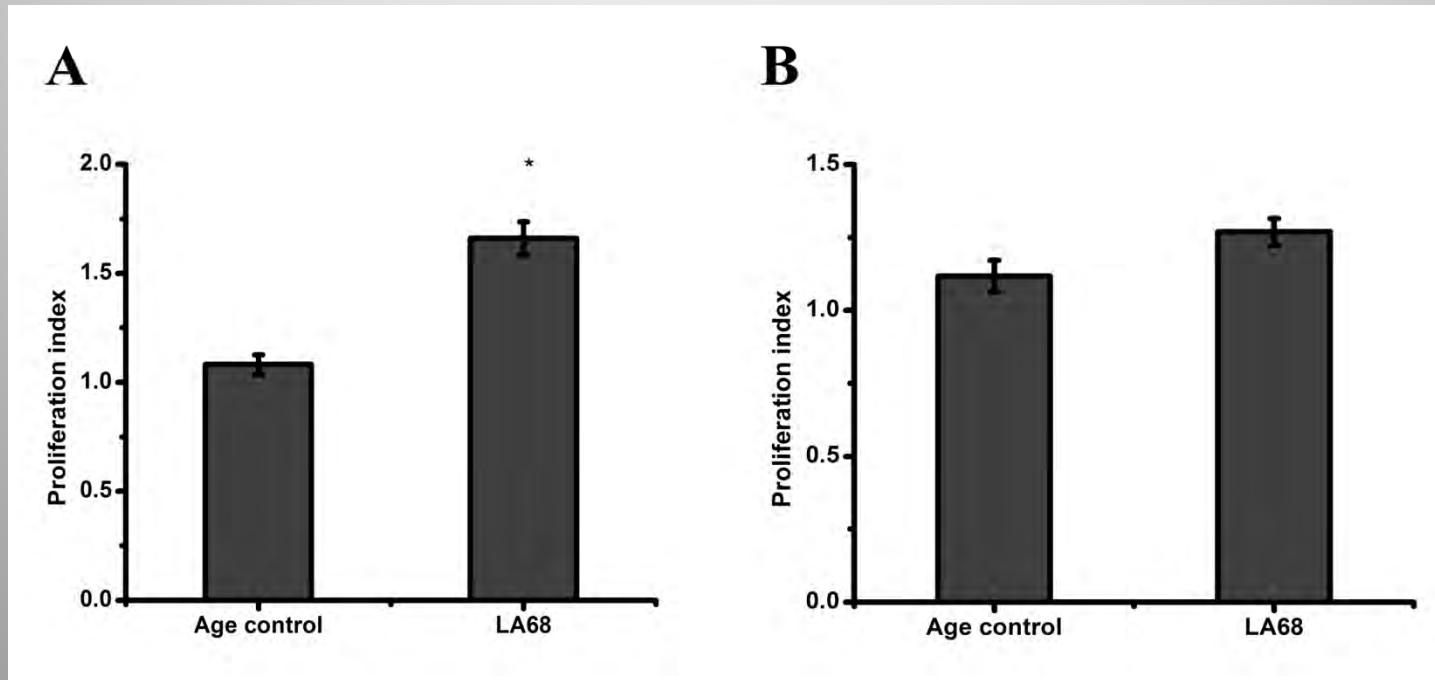 A
2.0
*
1.5
1.0
0.5
0.0
Proliferation index
Age control
LA68
B
1.5
1.0
0.5
0.0
Proliferation index
Age control
LA68